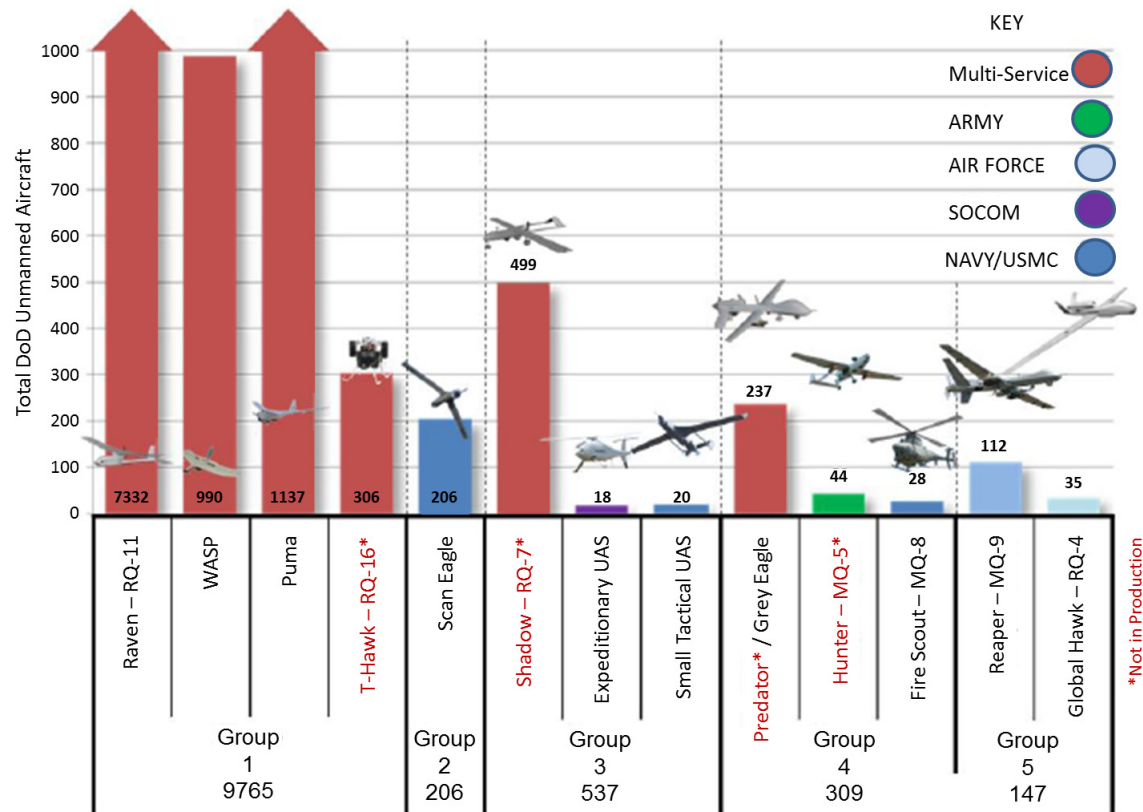 KEY
Multi-Service
ARMY
AIR FORCE
SOCOM
NAVY/USMC
Total DoD Unmanned Aircraft
1000
900
800
700
600
500
400
300
200
100
0
7332
990
1137
306
206
499
18
20
237
44
28
112
35
Raven – RQ-11
WASP
Puma
T-Hawk – RQ-16*
Scan Eagle
Shadow – RQ-7*
Expeditionary UAS
Small Tactical UAS
Predator* / Grey Eagle
Hunter – MQ-5*
Fire Scout – MQ-8
Reaper – MQ-9
Global Hawk – RQ-4
*Not in Production
Group
1
9765
Group
2
206
Group
3
537
Group
4
309
Group
5
147